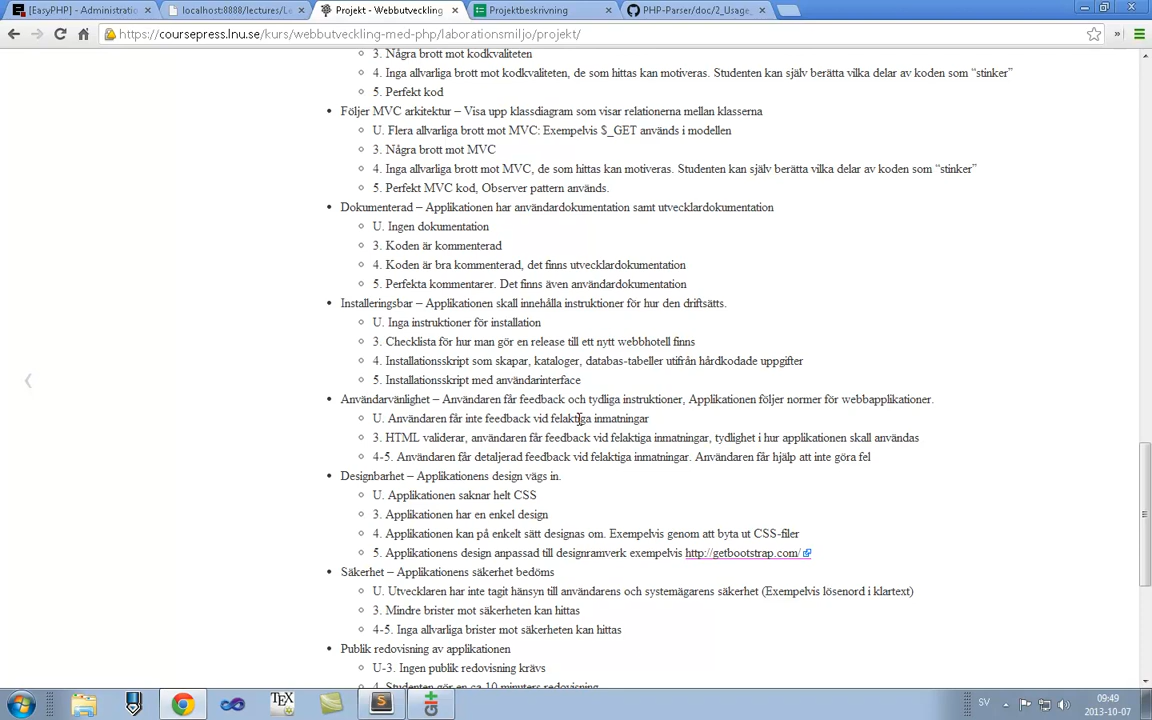 [EasyPHP] - Administratio
localhost:8888/lectures/Le
Projekt - Webbutveckling
Projektbeskrivning
PHP-Parser/doc/2_Usage_
https://coursepress.lnu.se/kurs/webbutveckling-med-php/laborationsmiljo/projekt/
3. Några brott mot kodkvaliteten
4. Inga allvarliga brott mot kodkvaliteten, de som hittas kan motiveras. Studenten kan själv berätta vilka delar av koden som “stinker”
5. Perfekt kod
Följer MVC arkitektur – Visa upp klassdiagram som visar relationerna mellan klasserna
U. Flera allvarliga brott mot MVC: Exempelvis $_GET används i modellen
3. Några brott mot MVC
4. Inga allvarliga brott mot MVC, de som hittas kan motiveras. Studenten kan själv berätta vilka delar av koden som “stinker”
5. Perfekt MVC kod, Observer pattern används.
Dokumenterad – Applikationen har användardokumentation samt utvecklardokumentation
U. Ingen dokumentation
3. Koden är kommenterad
4. Koden är bra kommenterad, det finns utvecklardokumentation
5. Perfekta kommentarer. Det finns även användardokumentation
Installeringsbar – Applikationen skall innehålla instruktioner för hur den driftsätts.
U. Inga instruktioner för installation
3. Checklista för hur man gör en release till ett nytt webbhotell finns
4. Installationsskript som skapar, kataloger, databas-tabeller utifrån hårdkodade uppgifter
5. Installationsskript med användarinterface
Användarvänlighet – Användaren får feedback och tydliga instruktioner, Applikationen följer normer för webbapplikationer.
U. Användaren får inte feedback vid felaktiga inmatningar
3. HTML validerar, användaren får feedback vid felaktiga inmatningar, tydlighet i hur applikationen skall användas
4-5. Användaren får detaljerad feedback vid felaktiga inmatningar. Användaren får hjälp att inte göra fel
Designbarhet – Applikationens design vägs in.
U. Applikationen saknar helt CSS
3. Applikationen har en enkel design
4. Applikationen kan på enkelt sätt designas om. Exempelvis genom att byta ut CSS-filer
5. Applikationens design anpassad till designramverk exempelvis http://getbootstrap.com/
Säkerhet – Applikationens säkerhet bedöms
U. Utvecklaren har inte tagit hänsyn till användarens och systemägarens säkerhet (Exempelvis lösenord i klartext)
3. Mindre brister mot säkerheten kan hittas
4-5. Inga allvarliga brister mot säkerheten kan hittas
Publik redovisning av applikationen
U-3. Ingen publik redovisning krävs
4. Studenten gör en ca 10 minuters redovisning
SV
09:49
2013-10-07